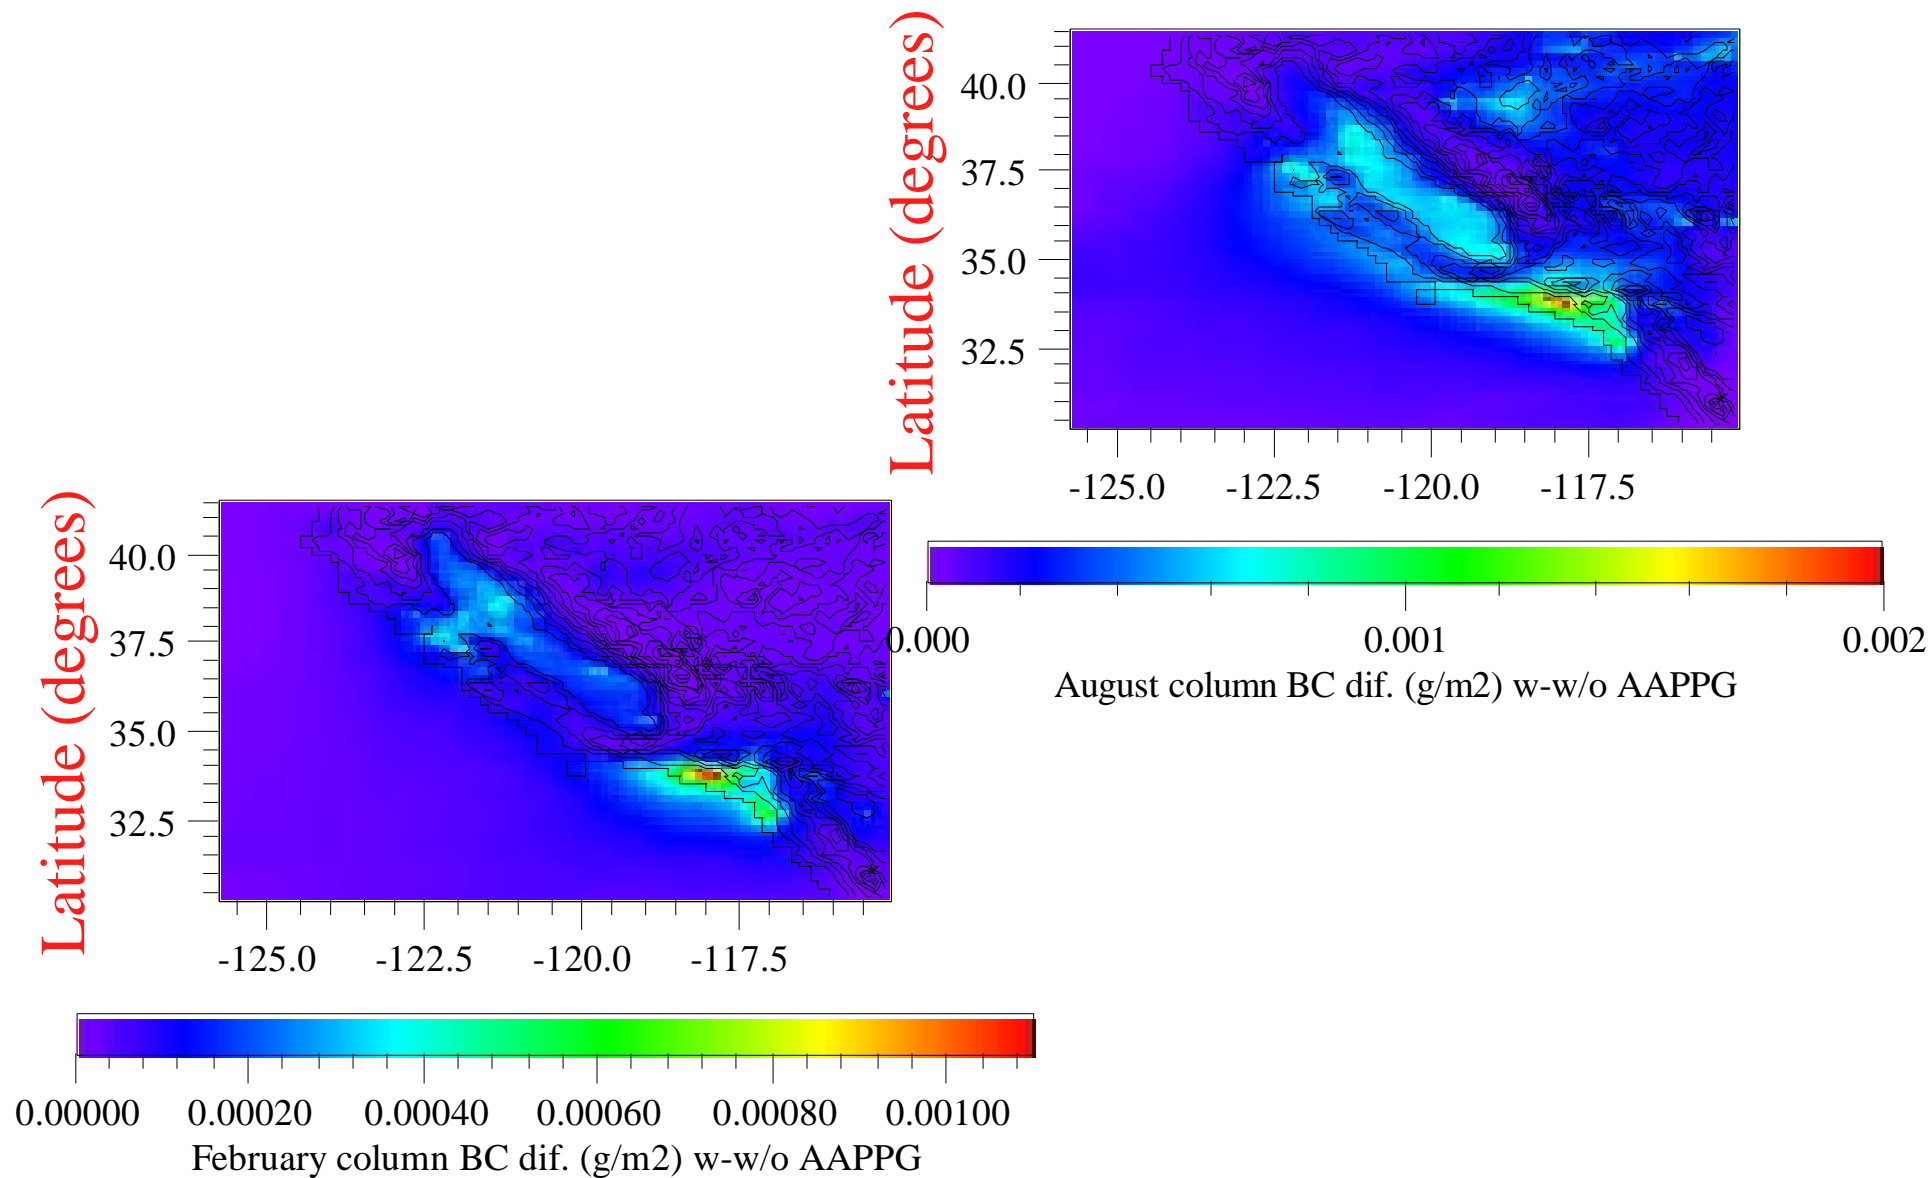 Latitude (degrees)
40.0
37.5
35.0
32.5
-125.0 -122.5 -120.0 -117.5
0.000 0.001 0.002
August column BC dif. (g/m2) w-w/o AAPPG
Latitude (degrees)
40.0
37.5
35.0
32.5
-125.0 -122.5 -120.0 -117.5
0.00000 0.00020 0.00040 0.00060 0.00080 0.00100
February column BC dif. (g/m2) w-w/o AAPPG